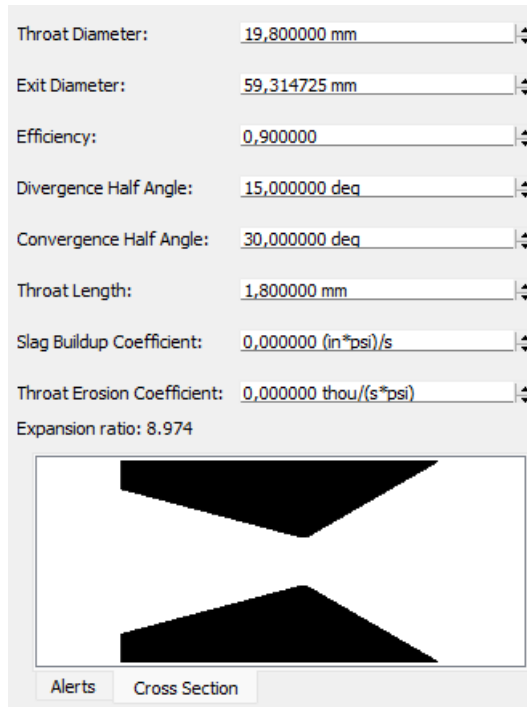 Throat Diameter: 19,800000 mm
Exit Diameter: 59,314725 mm
Efficiency: 0,900000
Divergence Half Angle: 15,000000 deg
Convergence Half Angle: 30,000000 deg
Throat Length: 1,800000 mm
Slag Buildup Coefficient: 0,000000 (in*psi)/s
Throat Erosion Coefficient: 0,000000 thou/(s*psi)
Expansion ratio: 8.974
Alerts Cross Section